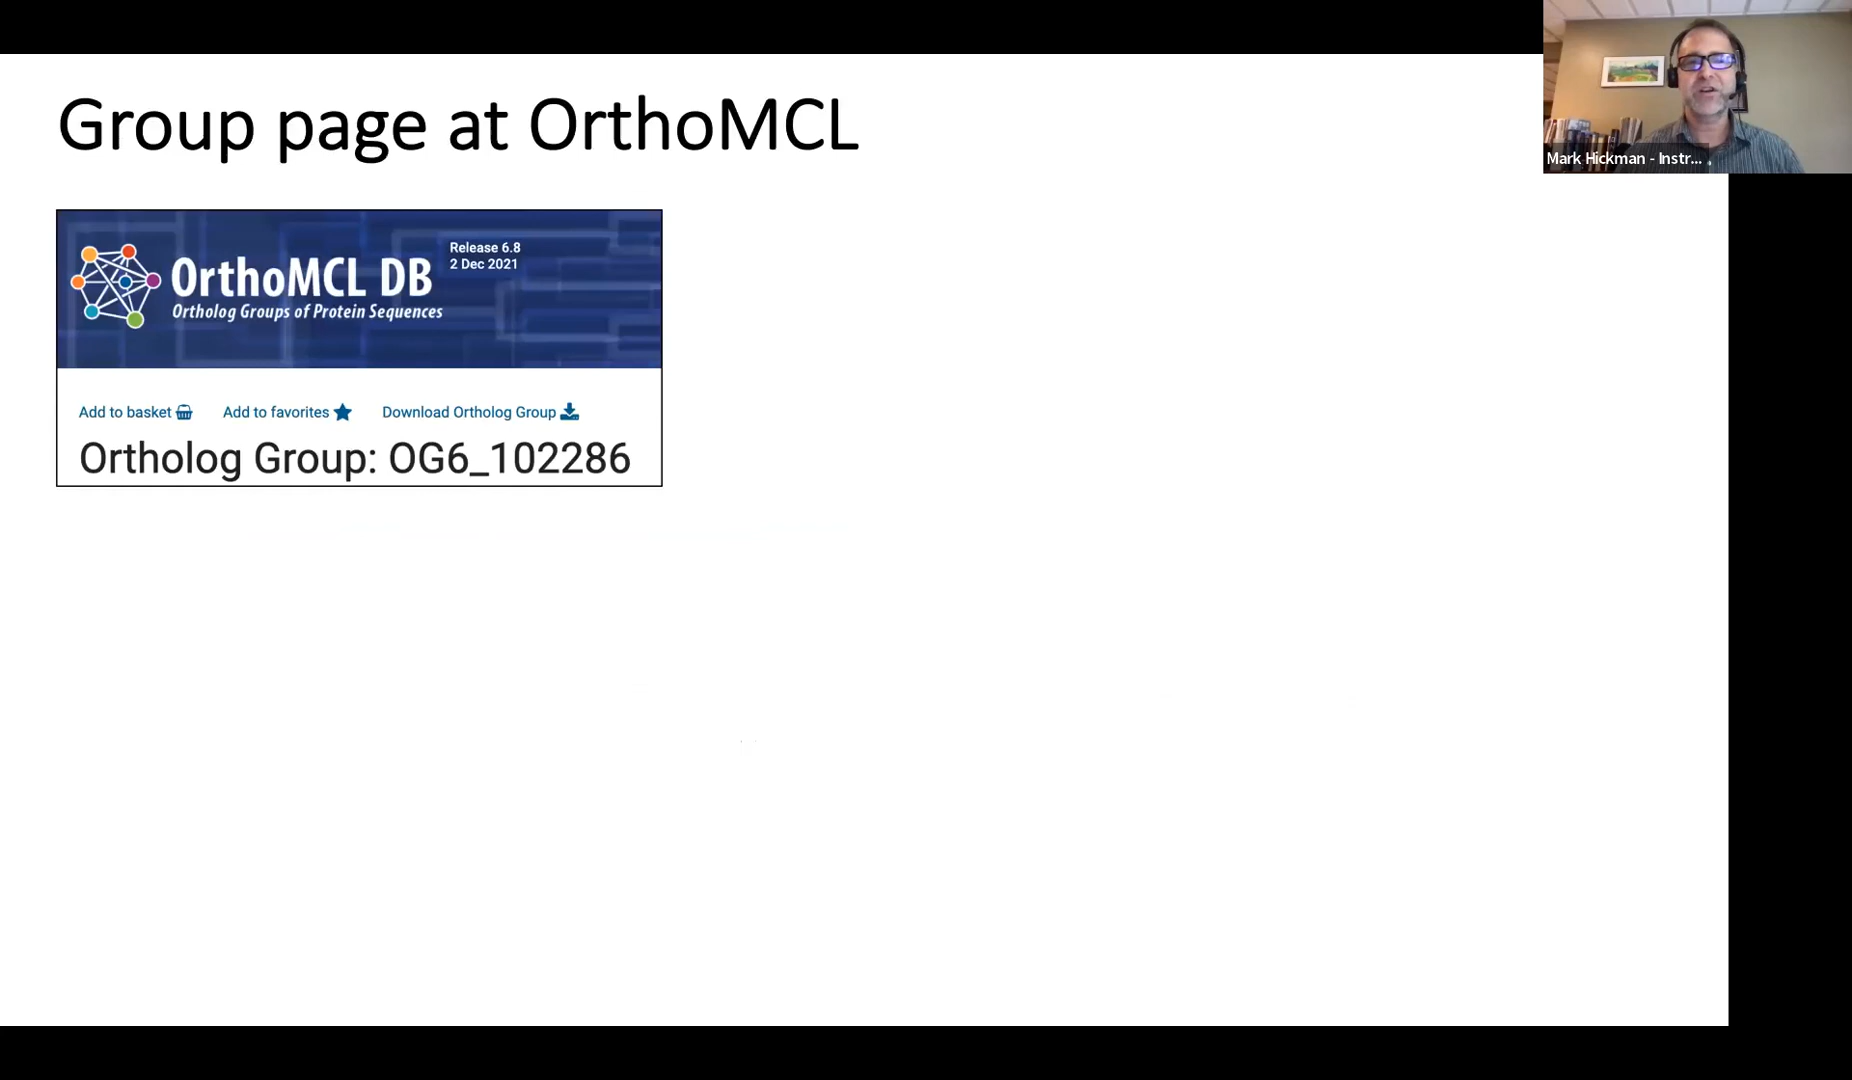 Group page at OrthoMCL
Mark Hickman - Instr...
Release 6.8
2 Dec 2021
OrthoMCL DB
Ortholog Groups of Protein Sequences
Add to basket Add to favorites Download Ortholog Group
Ortholog Group: OG6_102286